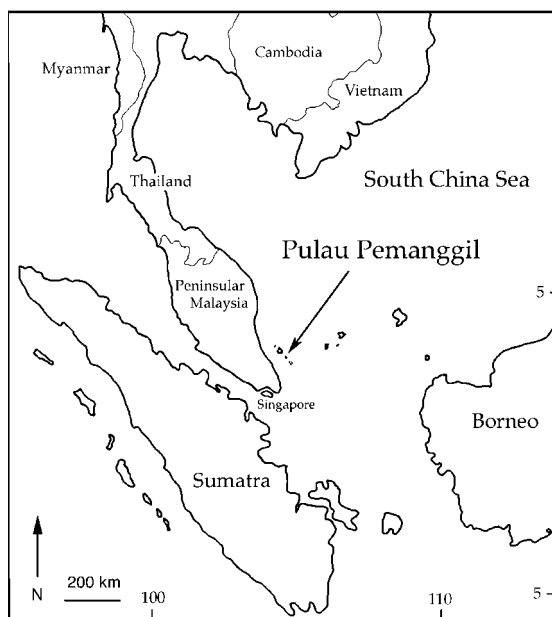 Cambodia
Myanmar
Vietnam
Thailand
South China Sea
Pulau Pemanggil
Peninsular
Malaysia
5
Singapore
Borneo
Sumatra
200 km
N
100
110
5